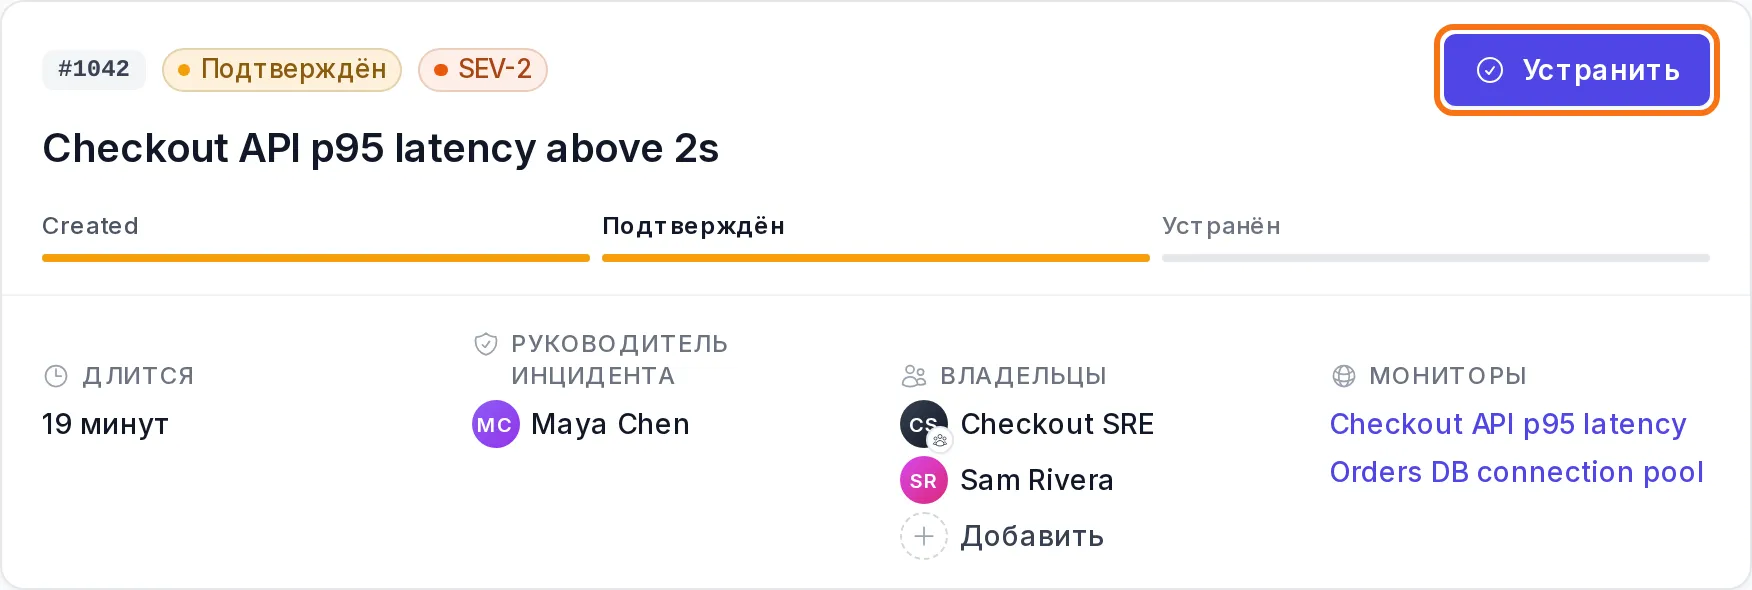 #1042
Подтверждён
SEV-2
Устранить
Checkout API p95 latency above 2s
Created
Подтверждён
Устранён
ДЛИТСЯ
19 минут
РУКОВОДИТЕЛЬ
ИНЦИДЕНТА
MC Maya Chen
ВЛАДЕЛЬЦЫ
CS Checkout SRE
SR Sam Rivera
Добавить
МОНИТОРЫ
Checkout API p95 latency
Orders DB connection pool